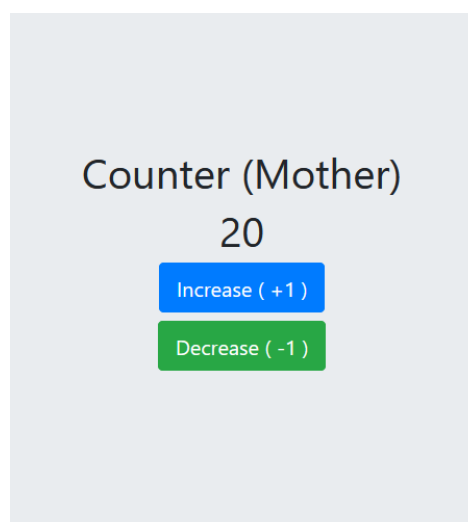 Counter (Mother)
20
Increase ( +1 )
Decrease ( -1 )